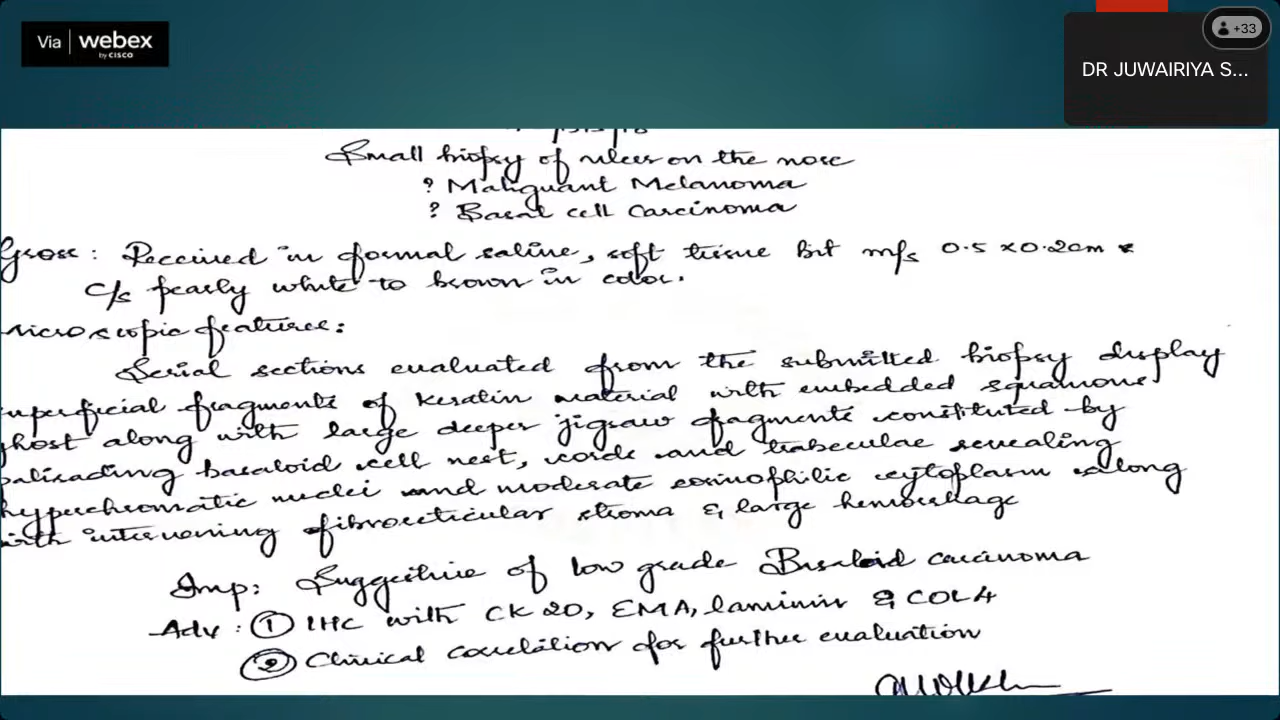 Via webex
by CISCO
+33
DR JUWAIRIYA S...
Small biopsy of ulcer on the nose
? Malignant Melanoma
? Basal cell carcinoma
Gross: Received in formal saline, soft tissue bit m/s 0.5 x 0.2cm
C/s pearly white to brown in color.
Microscopic features:
Serial sections evaluated from the submitted biopsy display
superficial fragments of keratin material with embedded squamous
ghost along with large deeper jigsaw fragments constituted by
palisading basaloid cell nest, cords and trabeculae revealing
hyperchromatic nuclei and moderate eosinophilic cytoplasm along
with intervening fibroreticular stroma & large hemorrhage
Imp: Suggestive of low grade Basaloid carcinoma
Adv: ① IHC with CK 20, EMA, laminin & COL4
② Clinical correlation for further evaluation